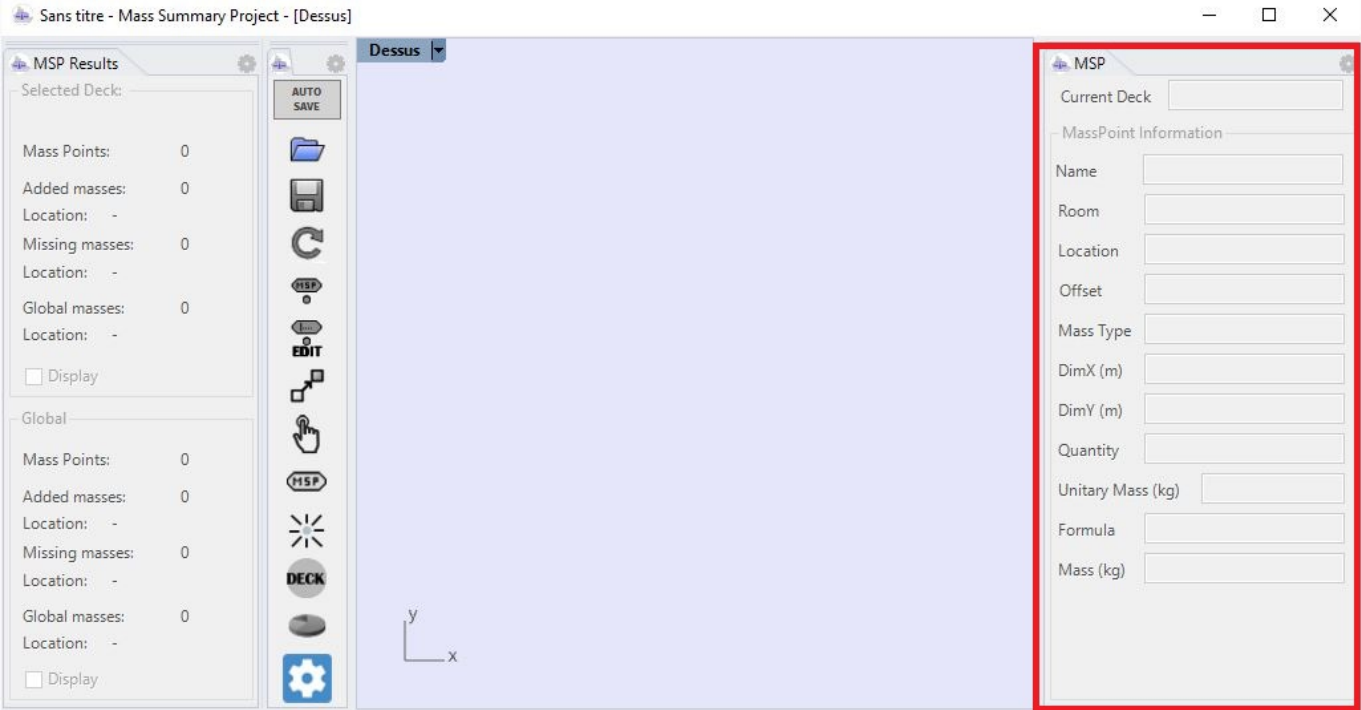 Sans titre - Mass Summary Project - [Dessus]
MSP Results
Selected Deck:
Mass Points: 0
Added masses: 0
Location: -
Missing masses: 0
Location: -
Global masses: 0
Location: -
Display
Global
Mass Points: 0
Added masses: 0
Location: -
Missing masses: 0
Location: -
Global masses: 0
Location: -
Display
AUTO
SAVE
MSP
EDIT
MSP
DECK
Dessus
y
x
MSP
Current Deck
MassPoint Information
Name
Room
Location
Offset
Mass Type
DimX (m)
DimY (m)
Quantity
Unitary Mass (kg)
Formula
Mass (kg)